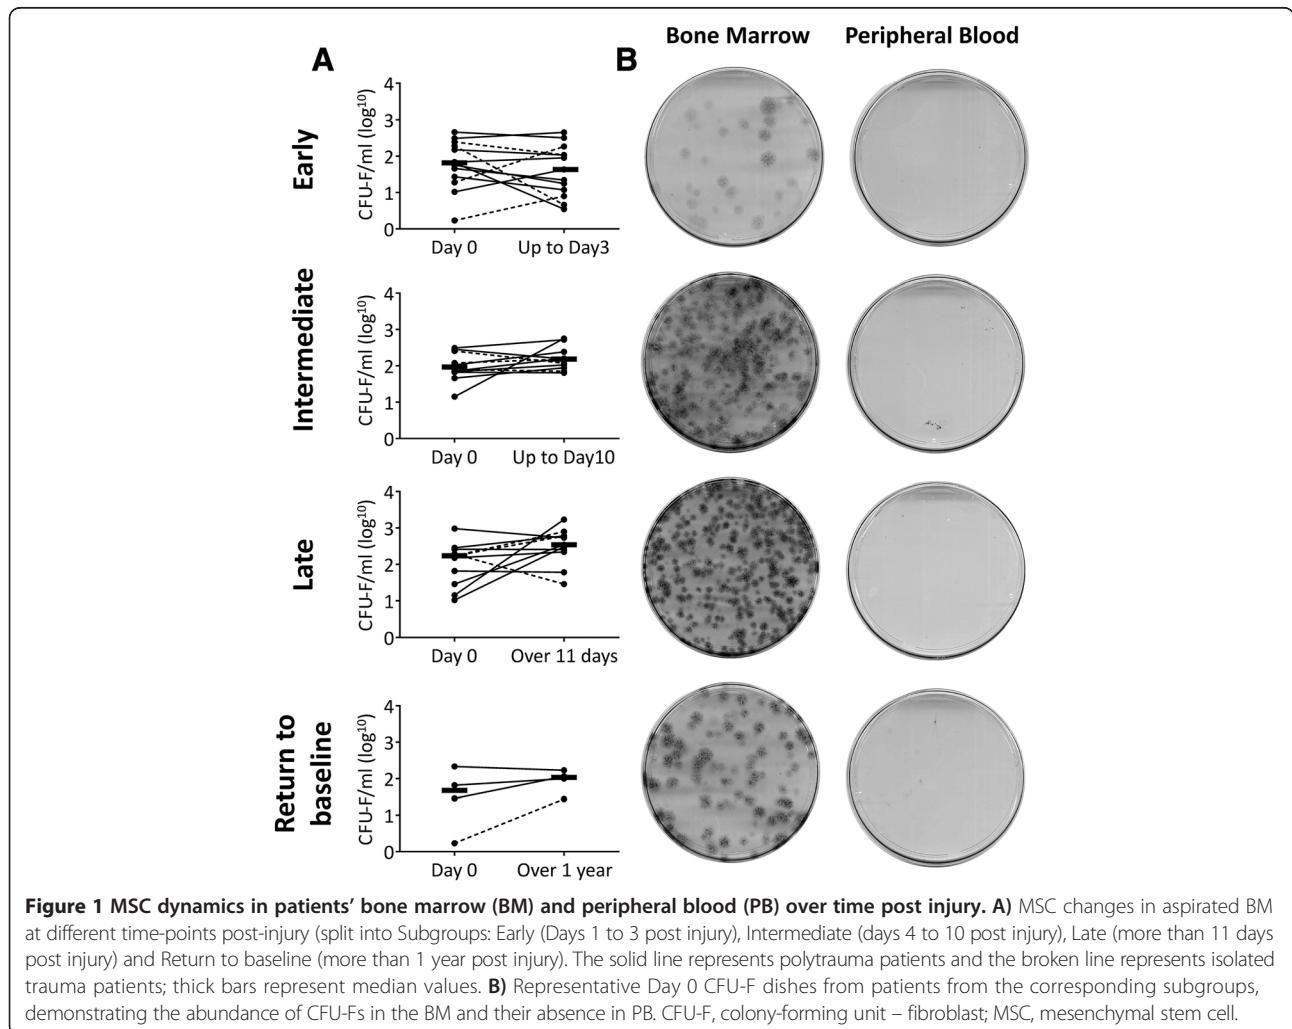 Bone Marrow Peripheral Blood
A
B
Early
CFU-F/ml (log¹⁰)
4
3
2
1
0
Day 0 Up to Day3
Intermediate
CFU-F/ml (log¹⁰)
4
3
2
1
0
Day 0 Up to Day10
Late
CFU-F/ml (log¹⁰)
4
3
2
1
0
Day 0 Over 11 days
Return to
baseline
CFU-F/ml (log¹⁰)
4
3
2
1
0
Day 0 Over 1 year
Figure 1 MSC dynamics in patients’ bone marrow (BM) and peripheral blood (PB) over time post injury. A) MSC changes in aspirated BM
at different time-points post-injury (split into Subgroups: Early (Days 1 to 3 post injury), Intermediate (days 4 to 10 post injury), Late (more than 11 days
post injury) and Return to baseline (more than 1 year post injury). The solid line represents polytrauma patients and the broken line represents isolated
trauma patients; thick bars represent median values. B) Representative Day 0 CFU-F dishes from patients from the corresponding subgroups,
demonstrating the abundance of CFU-Fs in the BM and their absence in PB. CFU-F, colony-forming unit – fibroblast; MSC, mesenchymal stem cell.